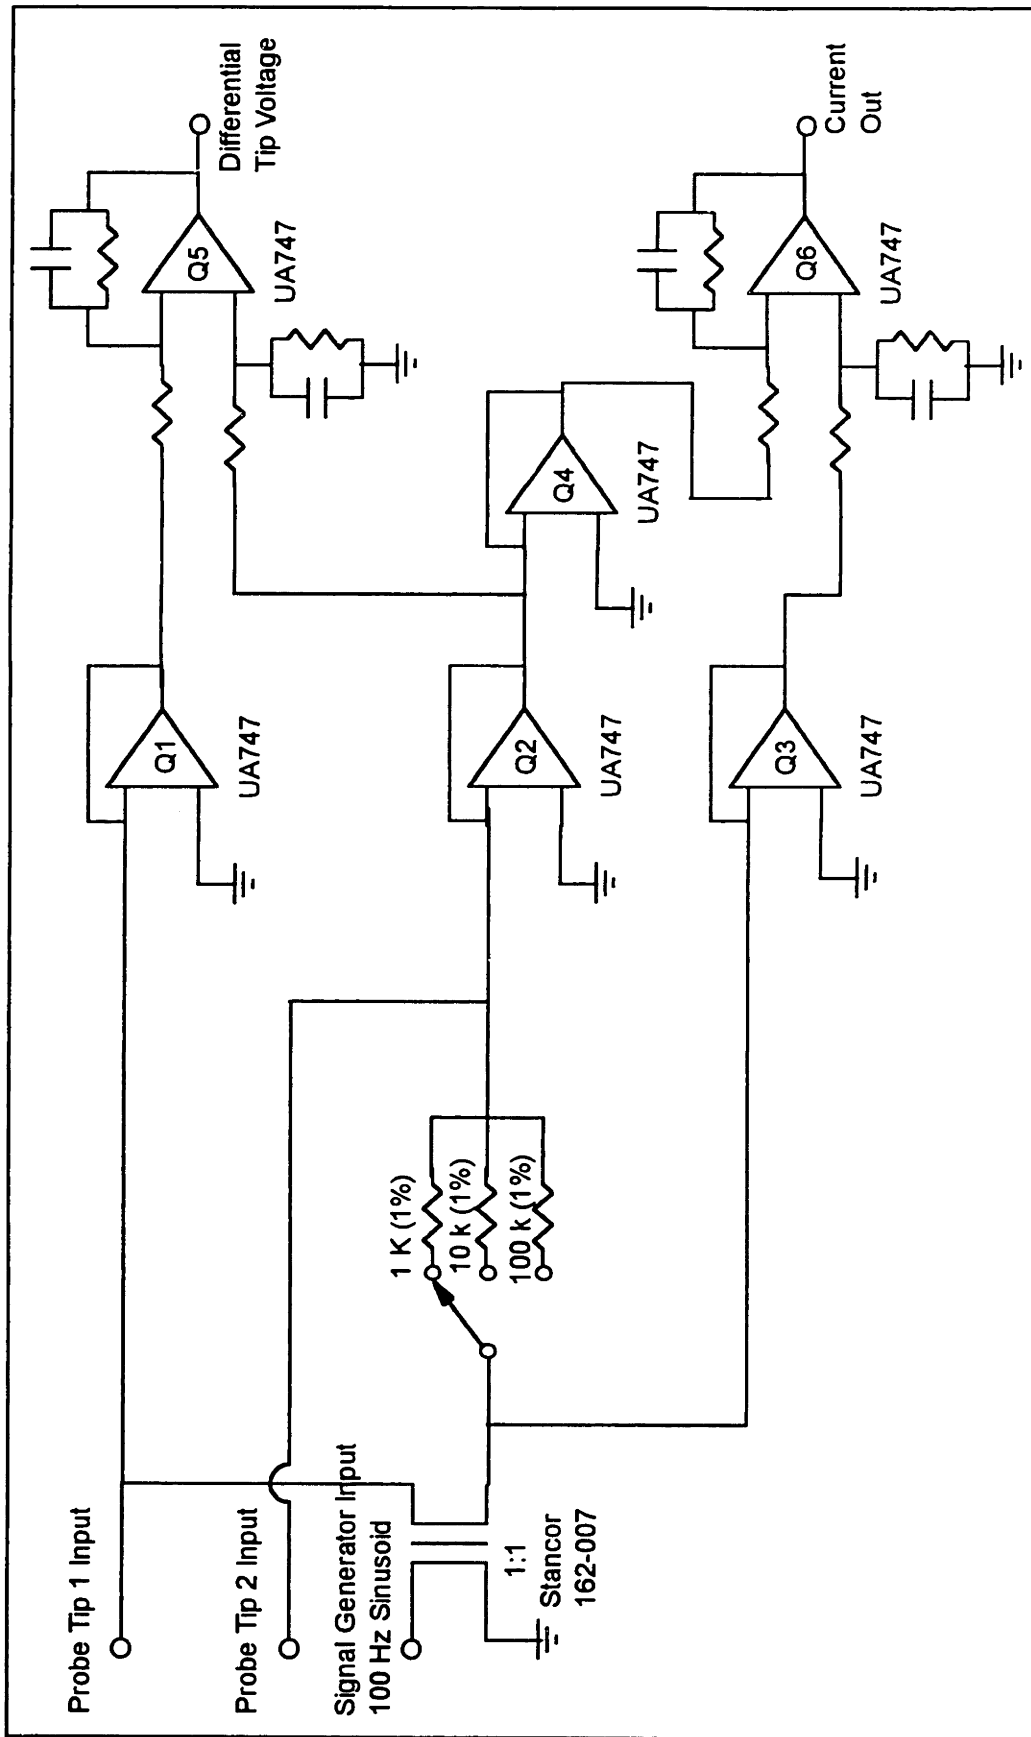 Probe Tip 1 Input
Probe Tip 2 Input
Signal Generator Input
100 Hz Sinusoid
1:1
Stancor
162-007
1 K (1%)
10 k (1%)
100 k (1%)
Q1
UA747
Q2
UA747
Q3
UA747
Q4
UA747
Q5
UA747
Q6
UA747
Differential
Tip Voltage
Current
Out